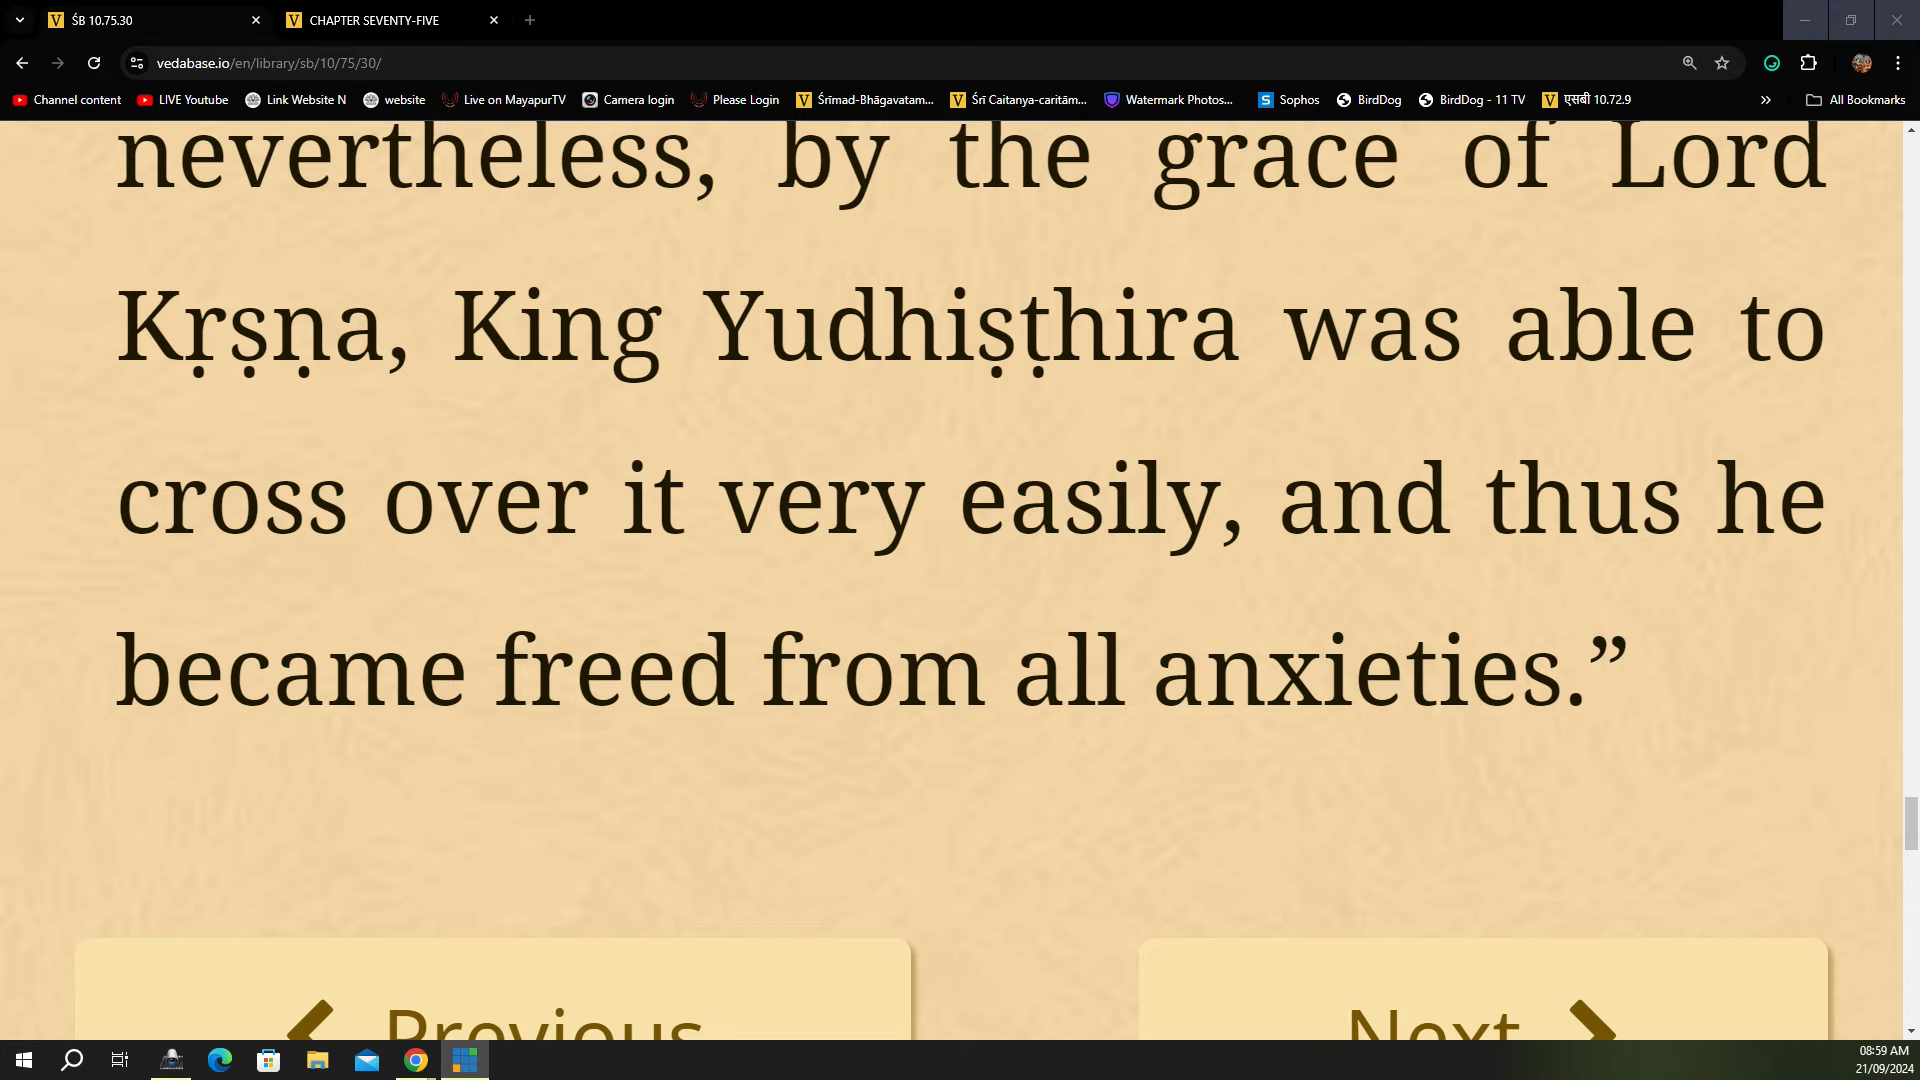 ŚB 10.75.30
CHAPTER SEVENTY-FIVE
vedabase.io/en/library/sb/10/75/30/
Channel content
LIVE Youtube
Link Website N
website
Live on MayapurTV
Camera login
Please Login
Śrīmad-Bhāgavatam...
Śrī Caitanya-caritām...
Watermark Photos...
Sophos
BirdDog
BirdDog - 11 TV
एसबी 10.72.9
All Bookmarks
nevertheless, by the grace of Lord
Kṛṣṇa, King Yudhiṣṭhira was able to
cross over it very easily, and thus he
became freed from all anxieties.”
Previous
Next
08:59 AM
21/09/2024